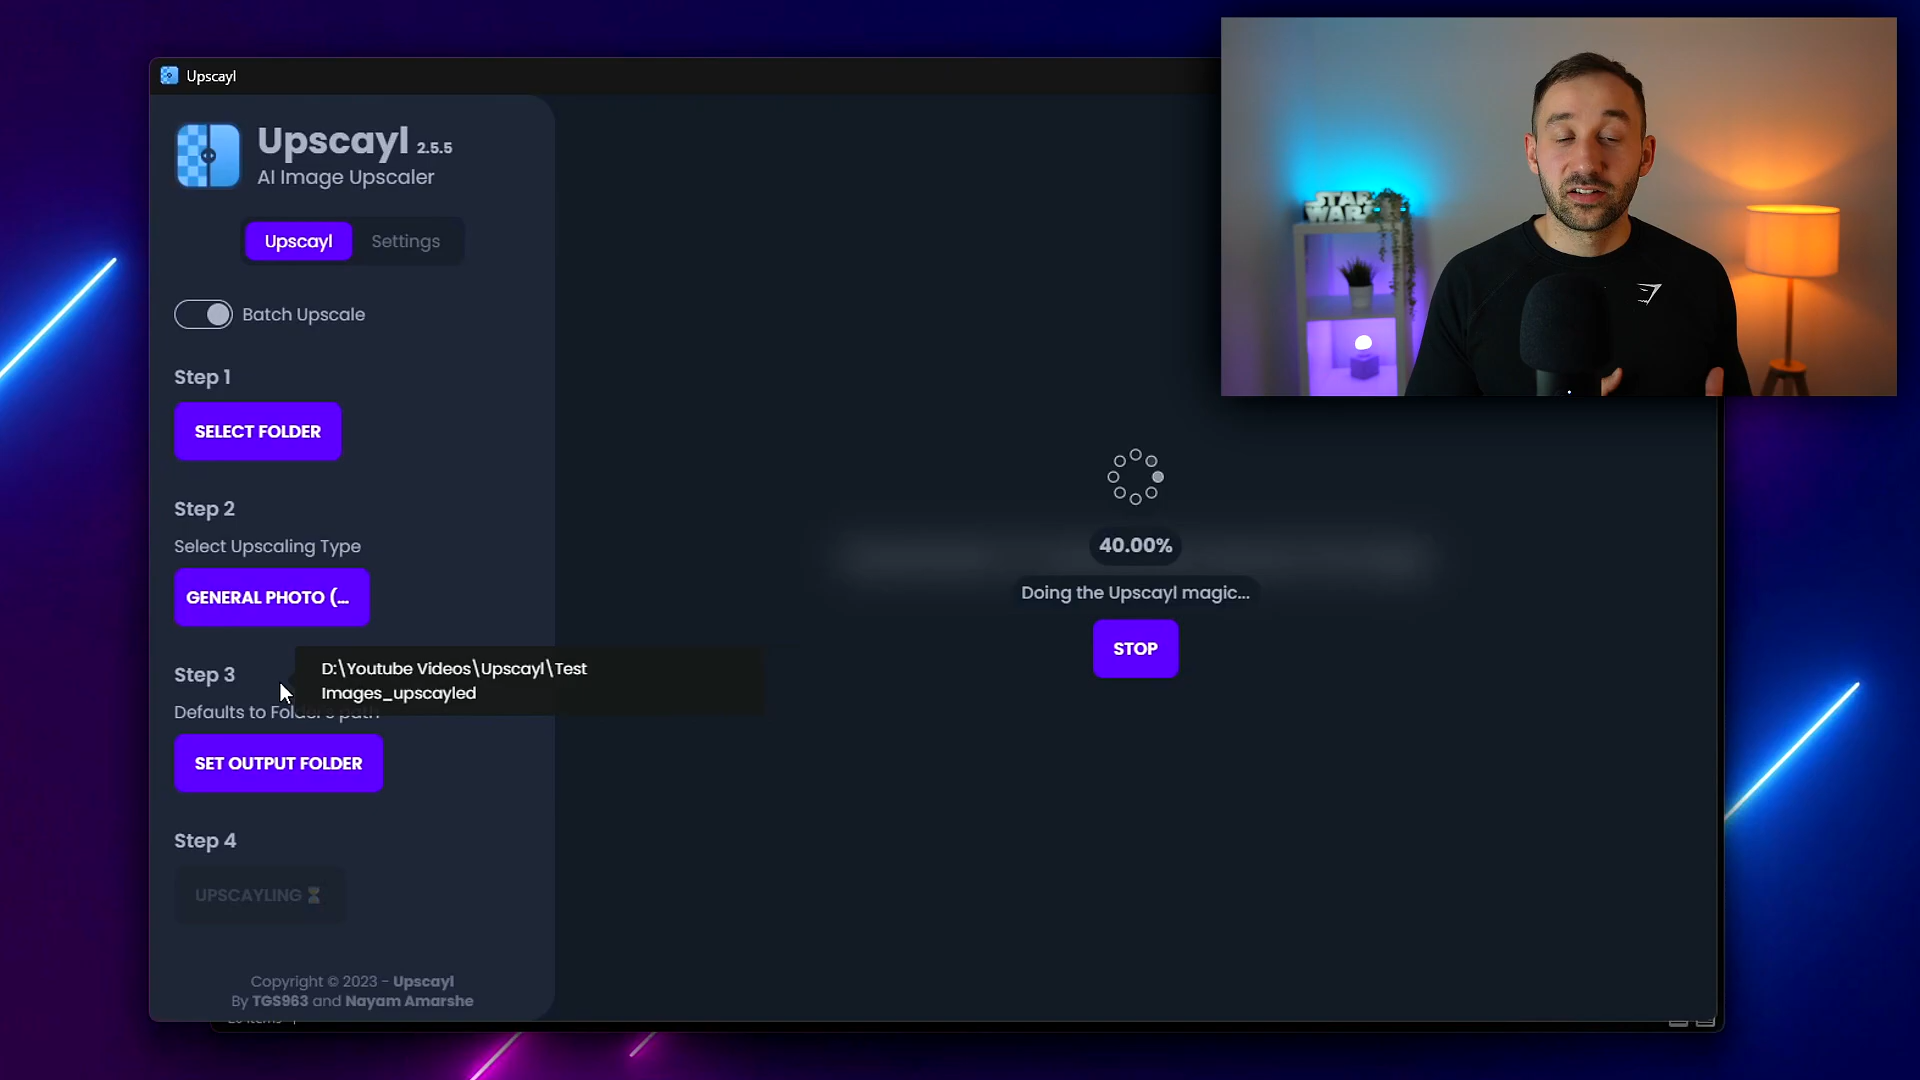 Upscayl
Upscayl 2.5.5
AI Image Upscaler
Upscayl Settings
Batch Upscale
Step 1
SELECT FOLDER
Step 2
Select Upscaling Type
GENERAL PHOTO (...
Step 3
D:\Youtube Videos\Upscayl\Test
Images_upscayled
Defaults to Folder's path
SET OUTPUT FOLDER
Step 4
UPSCAYLING ⏳
Copyright © 2023 - Upscayl
By TGS963 and Nayam Amarshe
40.00%
Doing the Upscayl magic...
STOP
STAR
WARS